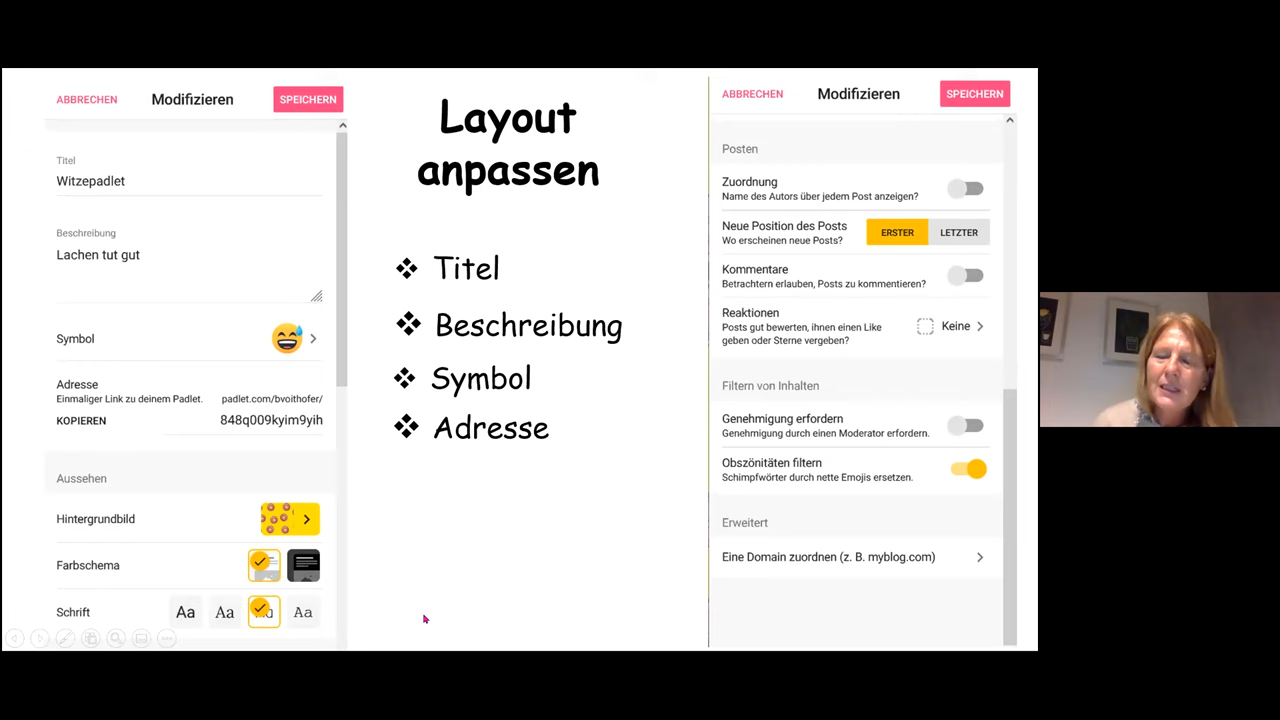 ABBRECHEN Modifizieren SPEICHERN
Titel
Witzepadlet
Beschreibung
Lachen tut gut
Symbol
Adresse
Einmaliger Link zu deinem Padlet. padlet.com/bvoithofer/
KOPIEREN 848q009kyim9yih
Aussehen
Hintergrundbild
Farbschema
Schrift Aa Aa Aa
Layout
anpassen
❖ Titel
❖ Beschreibung
❖ Symbol
❖ Adresse
ABBRECHEN Modifizieren SPEICHERN
Posten
Zuordnung
Name des Autors über jedem Post anzeigen?
Neue Position des Posts ERSTER LETZTER
Wo erscheinen neue Posts?
Kommentare
Betrachtern erlauben, Posts zu kommentieren?
Reaktionen
Posts gut bewerten, ihnen einen Like Keine
geben oder Sterne vergeben?
Filtern von Inhalten
Genehmigung erfordern
Genehmigung durch einen Moderator erfordern.
Obszönitäten filtern
Schimpfwörter durch nette Emojis ersetzen.
Erweitert
Eine Domain zuordnen (z. B. myblog.com)